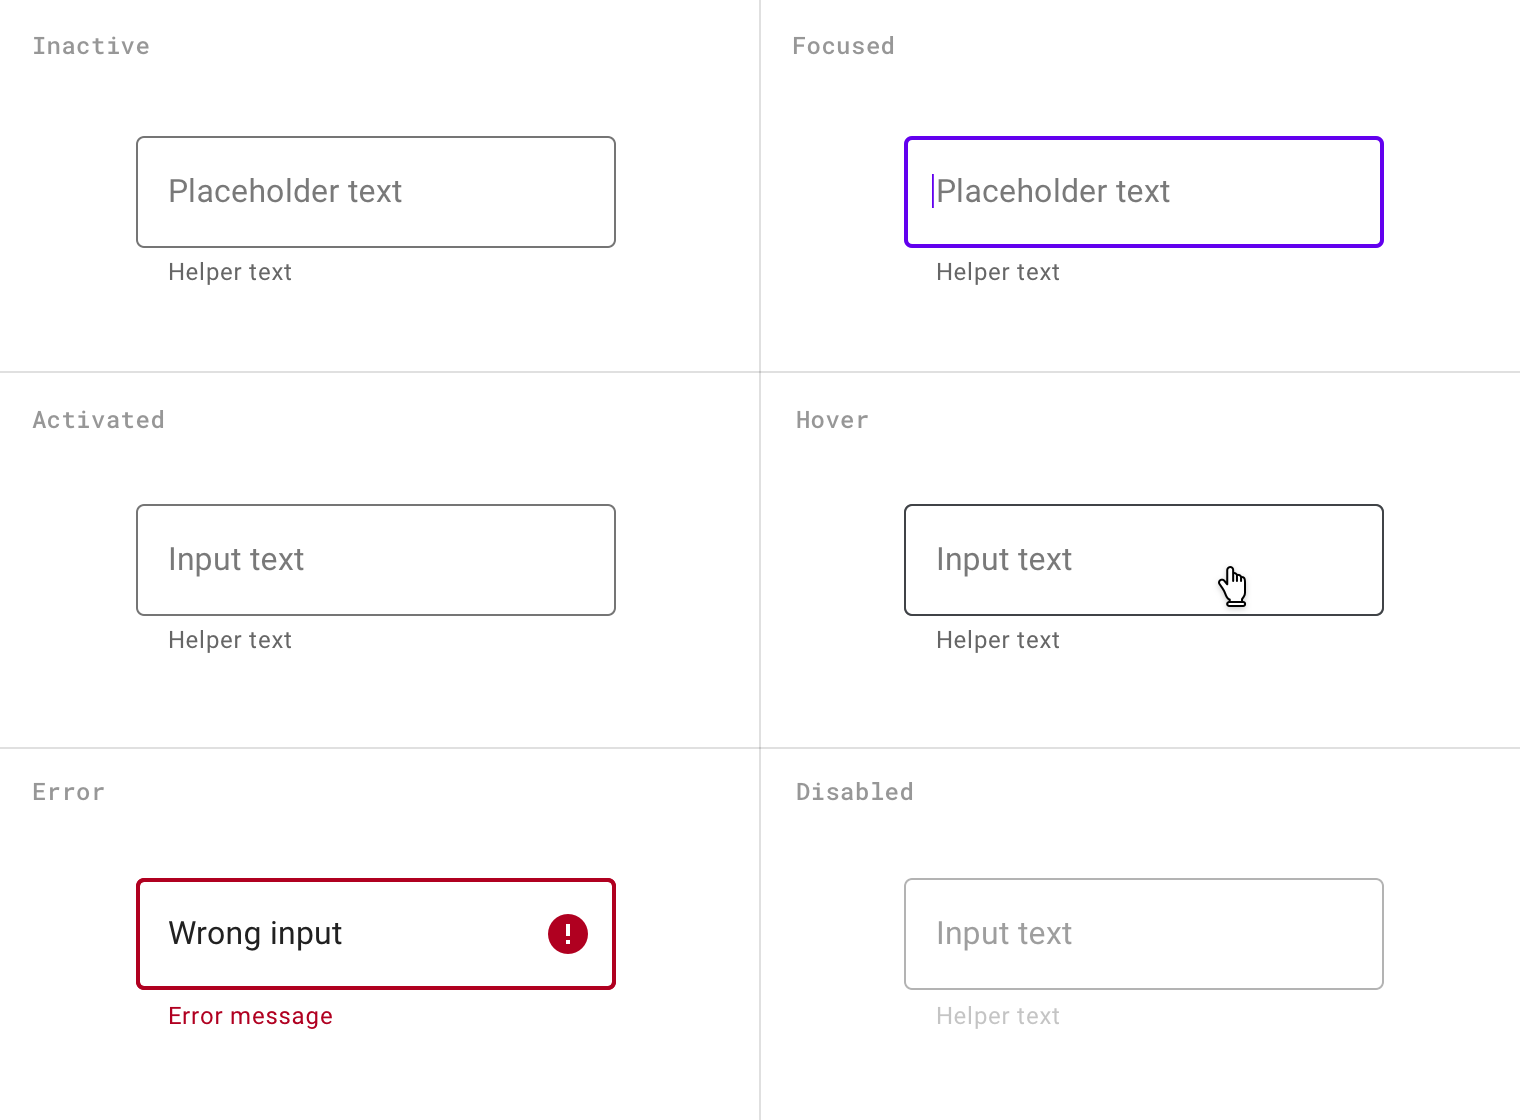 Inactive
Focused
Placeholder text
Placeholder text
Helper text
Helper text
Activated
Hover
Input text
Input text
Helper text
Helper text
Error
Disabled
Wrong input
Input text
Error message
Helper text